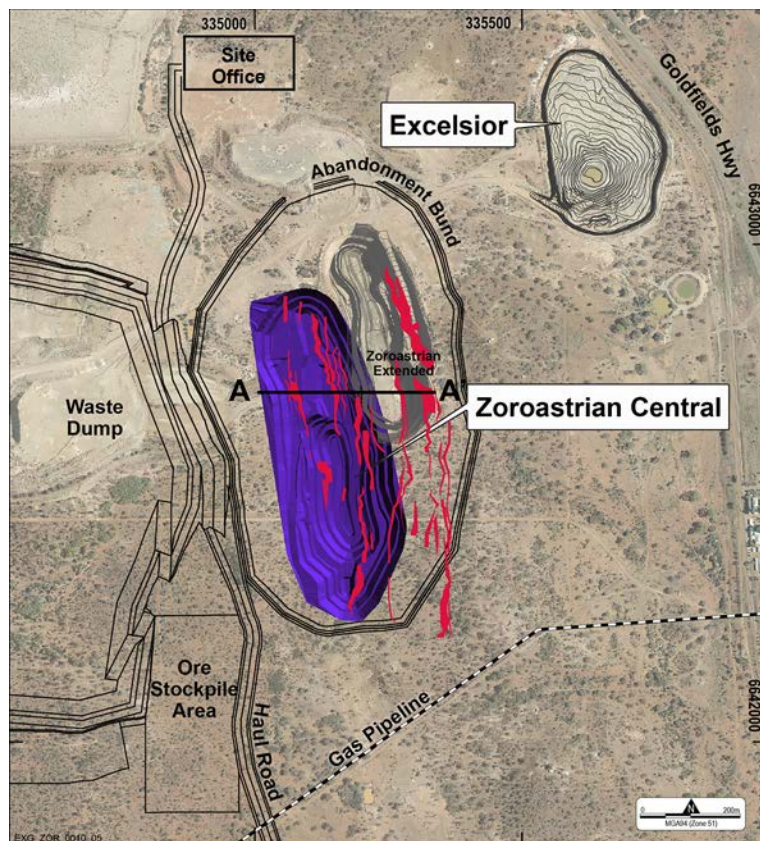 335000
335500
Site
Office
Excelsior
Goldfields Hwy
Abandonment Bund
6643000
Zoroastrian
Extended
A
A'
Zoroastrian Central
Waste
Dump
Ore
Stockpile
Area
Haul Road
Gas Pipeline
6642000
N
0
200m
MGA94 (Zone 51)
EXG_ZOR_0010_05